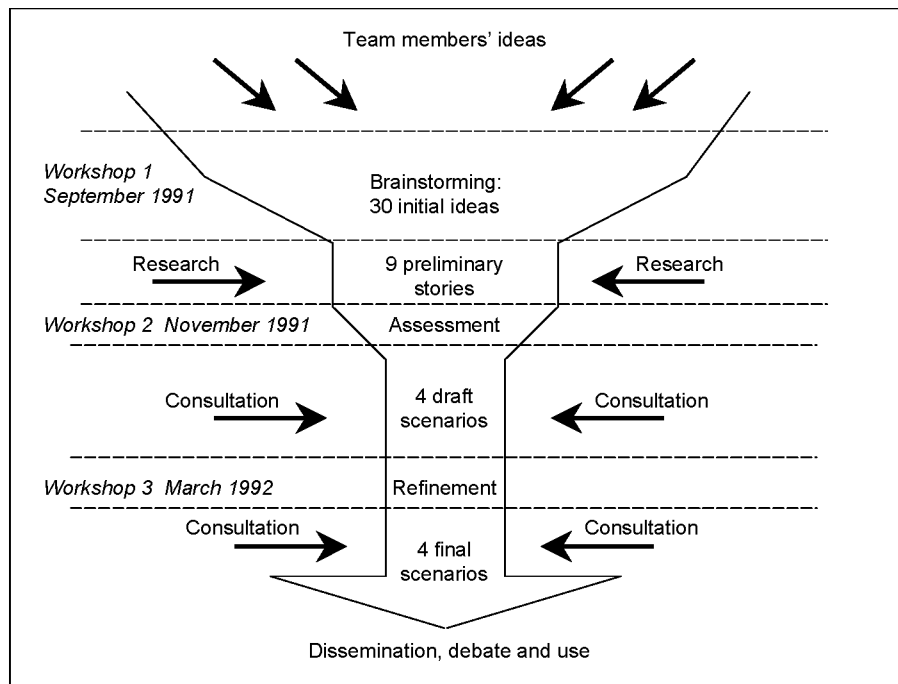 Team members’ ideas
Workshop 1
September 1991
Brainstorming:
30 initial ideas
Research
9 preliminary
stories
Research
Workshop 2  November 1991
Assessment
Consultation
4 draft
scenarios
Consultation
Workshop 3  March 1992
Refinement
Consultation
4 final
scenarios
Consultation
Dissemination, debate and use